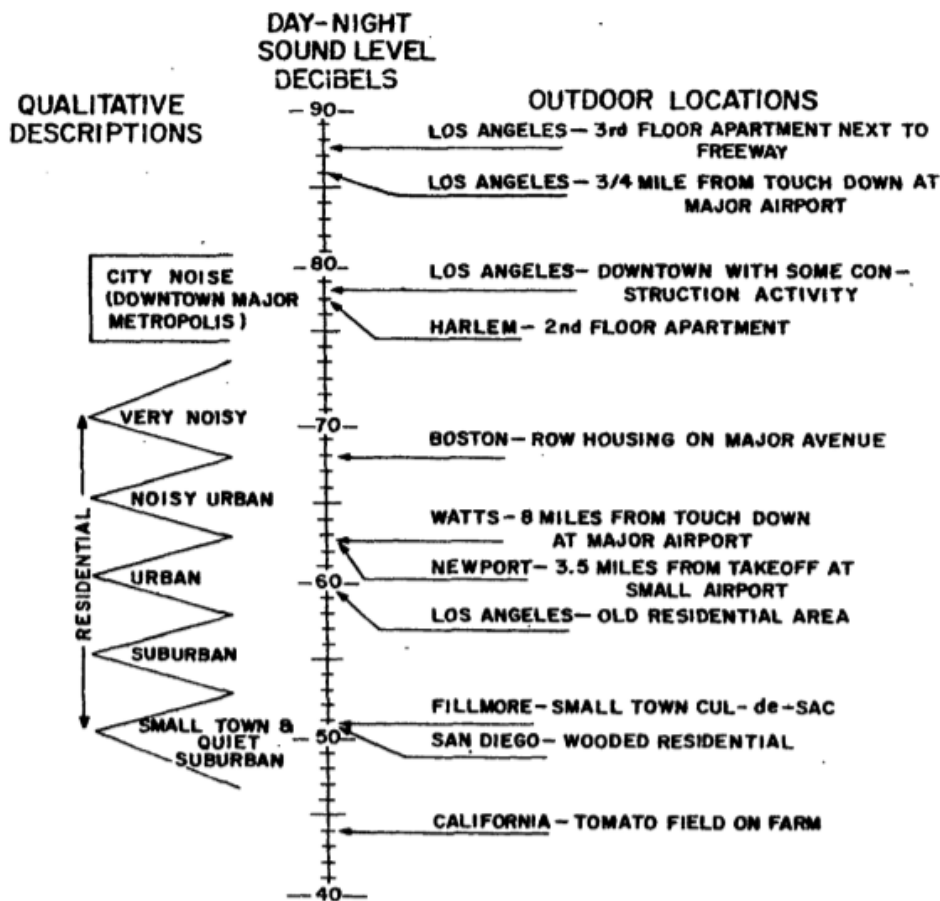 DAY-NIGHT
SOUND LEVEL
DECIBELS
QUALITATIVE
DESCRIPTIONS
OUTDOOR LOCATIONS
—90—
LOS ANGELES — 3rd FLOOR APARTMENT NEXT TO
FREEWAY
LOS ANGELES — 3/4 MILE FROM TOUCH DOWN AT
MAJOR AIRPORT
—80—
CITY NOISE
(DOWNTOWN MAJOR
METROPOLIS)
LOS ANGELES — DOWNTOWN WITH SOME CON-
STRUCTION ACTIVITY
HARLEM — 2nd FLOOR APARTMENT
VERY NOISY
—70—
BOSTON — ROW HOUSING ON MAJOR AVENUE
NOISY URBAN
WATTS — 8 MILES FROM TOUCH DOWN
AT MAJOR AIRPORT
RESIDENTIAL
URBAN
—60—
NEWPORT — 3.5 MILES FROM TAKEOFF AT
SMALL AIRPORT
LOS ANGELES — OLD RESIDENTIAL AREA
SUBURBAN
FILLMORE — SMALL TOWN CUL-de-SAC
SMALL TOWN &
QUIET
SUBURBAN
—50—
SAN DIEGO — WOODED RESIDENTIAL
CALIFORNIA — TOMATO FIELD ON FARM
—40—